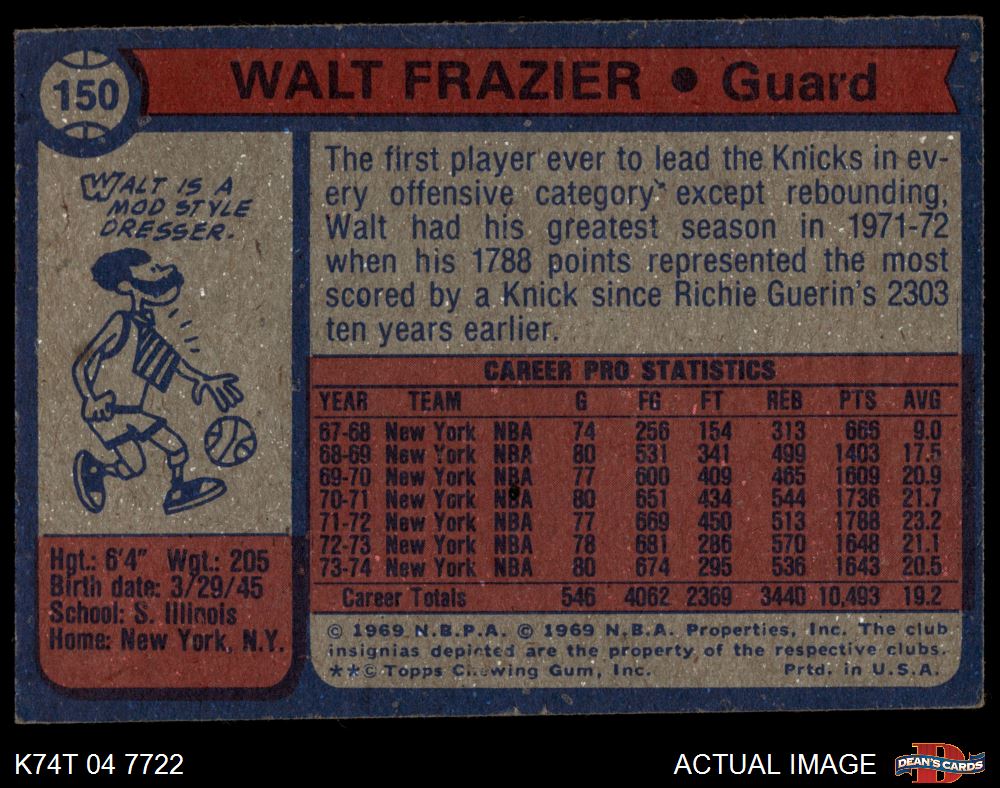 150
WALT FRAZIER • Guard
WALT IS A
MOD STYLE
DRESSER.
The first player ever to lead the Knicks in ev-
ery offensive category except rebounding,
Walt had his greatest season in 1971-72
when his 1788 points represented the most
scored by a Knick since Richie Guerin's 2303
ten years earlier.
CAREER PRO STATISTICS
YEAR TEAM G FG FT REB PTS AVG
67-68 New York NBA 74 256 154 313 666 9.0
68-69 New York NBA 80 531 341 499 1403 17.5
69-70 New York NBA 77 600 409 465 1609 20.9
70-71 New York NBA 80 651 434 544 1736 21.7
71-72 New York NBA 77 669 450 513 1788 23.2
72-73 New York NBA 78 681 286 570 1648 21.1
73-74 New York NBA 80 674 295 536 1643 20.5
Career Totals 546 4062 2369 3440 10,493 19.2
Hgt.: 6'4" Wgt.: 205
Birth date: 3/29/45
School: S. Illinois
Home: New York, N.Y.
© 1969 N.B.P.A. © 1969 N.B.A. Properties, Inc. The club
insignias depicted are the property of the respective clubs.
**© Topps Chewing Gum, Inc. Prtd. in U.S.A.
K74T 04 7722
ACTUAL IMAGE
D
DEAN'S CARDS